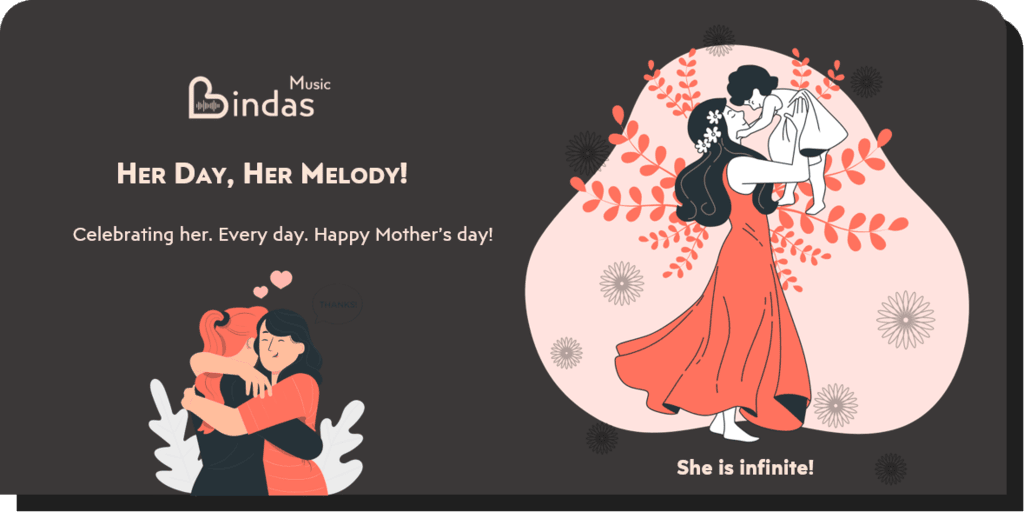 Music
Bindas
Her Day, Her Melody!
Celebrating her. Every day. Happy Mother's day!
She is infinite!